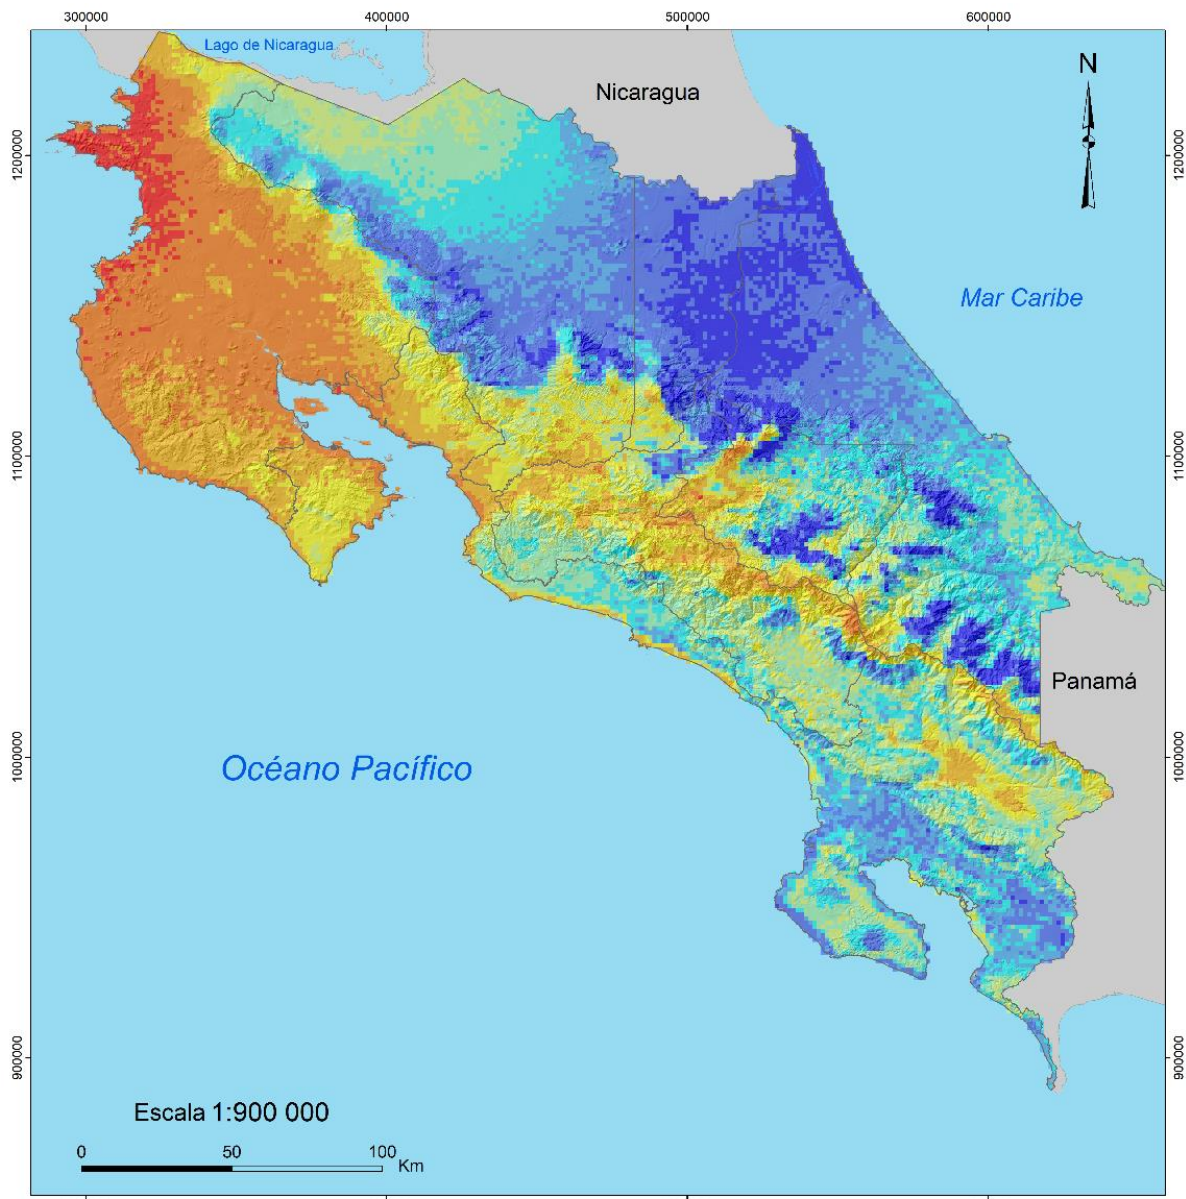 300000 400000 500000 600000
Lago de Nicaragua
Nicaragua
N
1200000 1200000
Mar Caribe
1100000 1100000
Panamá
Océano Pacífico
1000000 1000000
900000 900000
Escala 1:900 000
0 50 100
Km